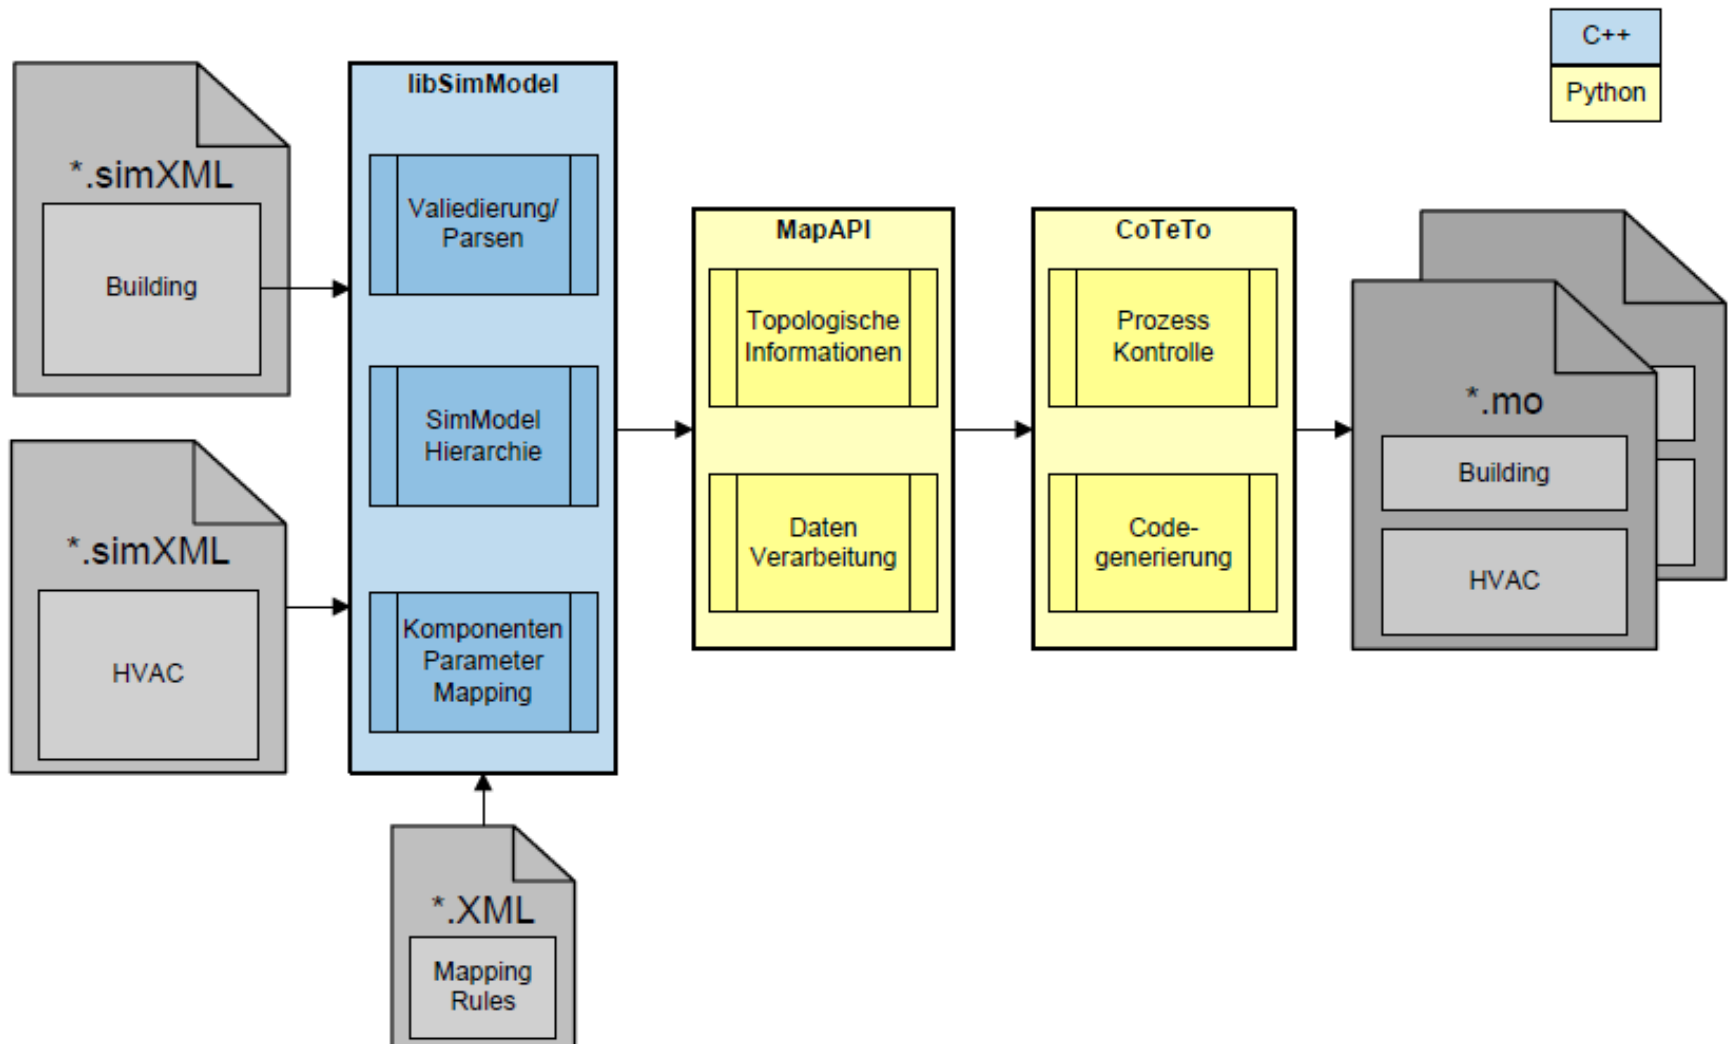 C++
Python
*.simXML
Building
*.simXML
HVAC
libSimModel
Valiedierung/
Parsen
SimModel
Hierarchie
Komponenten
Parameter
Mapping
*.XML
Mapping
Rules
MapAPI
Topologische
Informationen
Daten
Verarbeitung
CoTeTo
Prozess
Kontrolle
Code-
generierung
*.mo
Building
HVAC